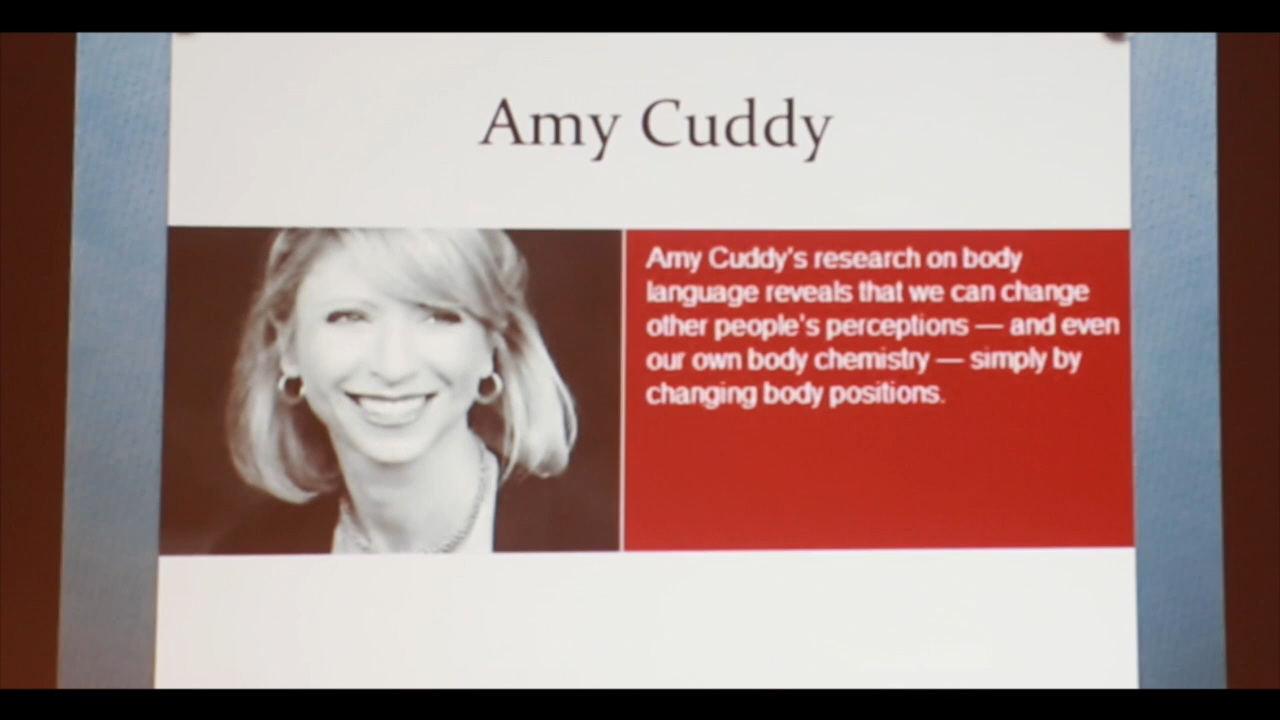 Amy Cuddy
Amy Cuddy's research on body
language reveals that we can change
other people's perceptions — and even
our own body chemistry — simply by
changing body positions.